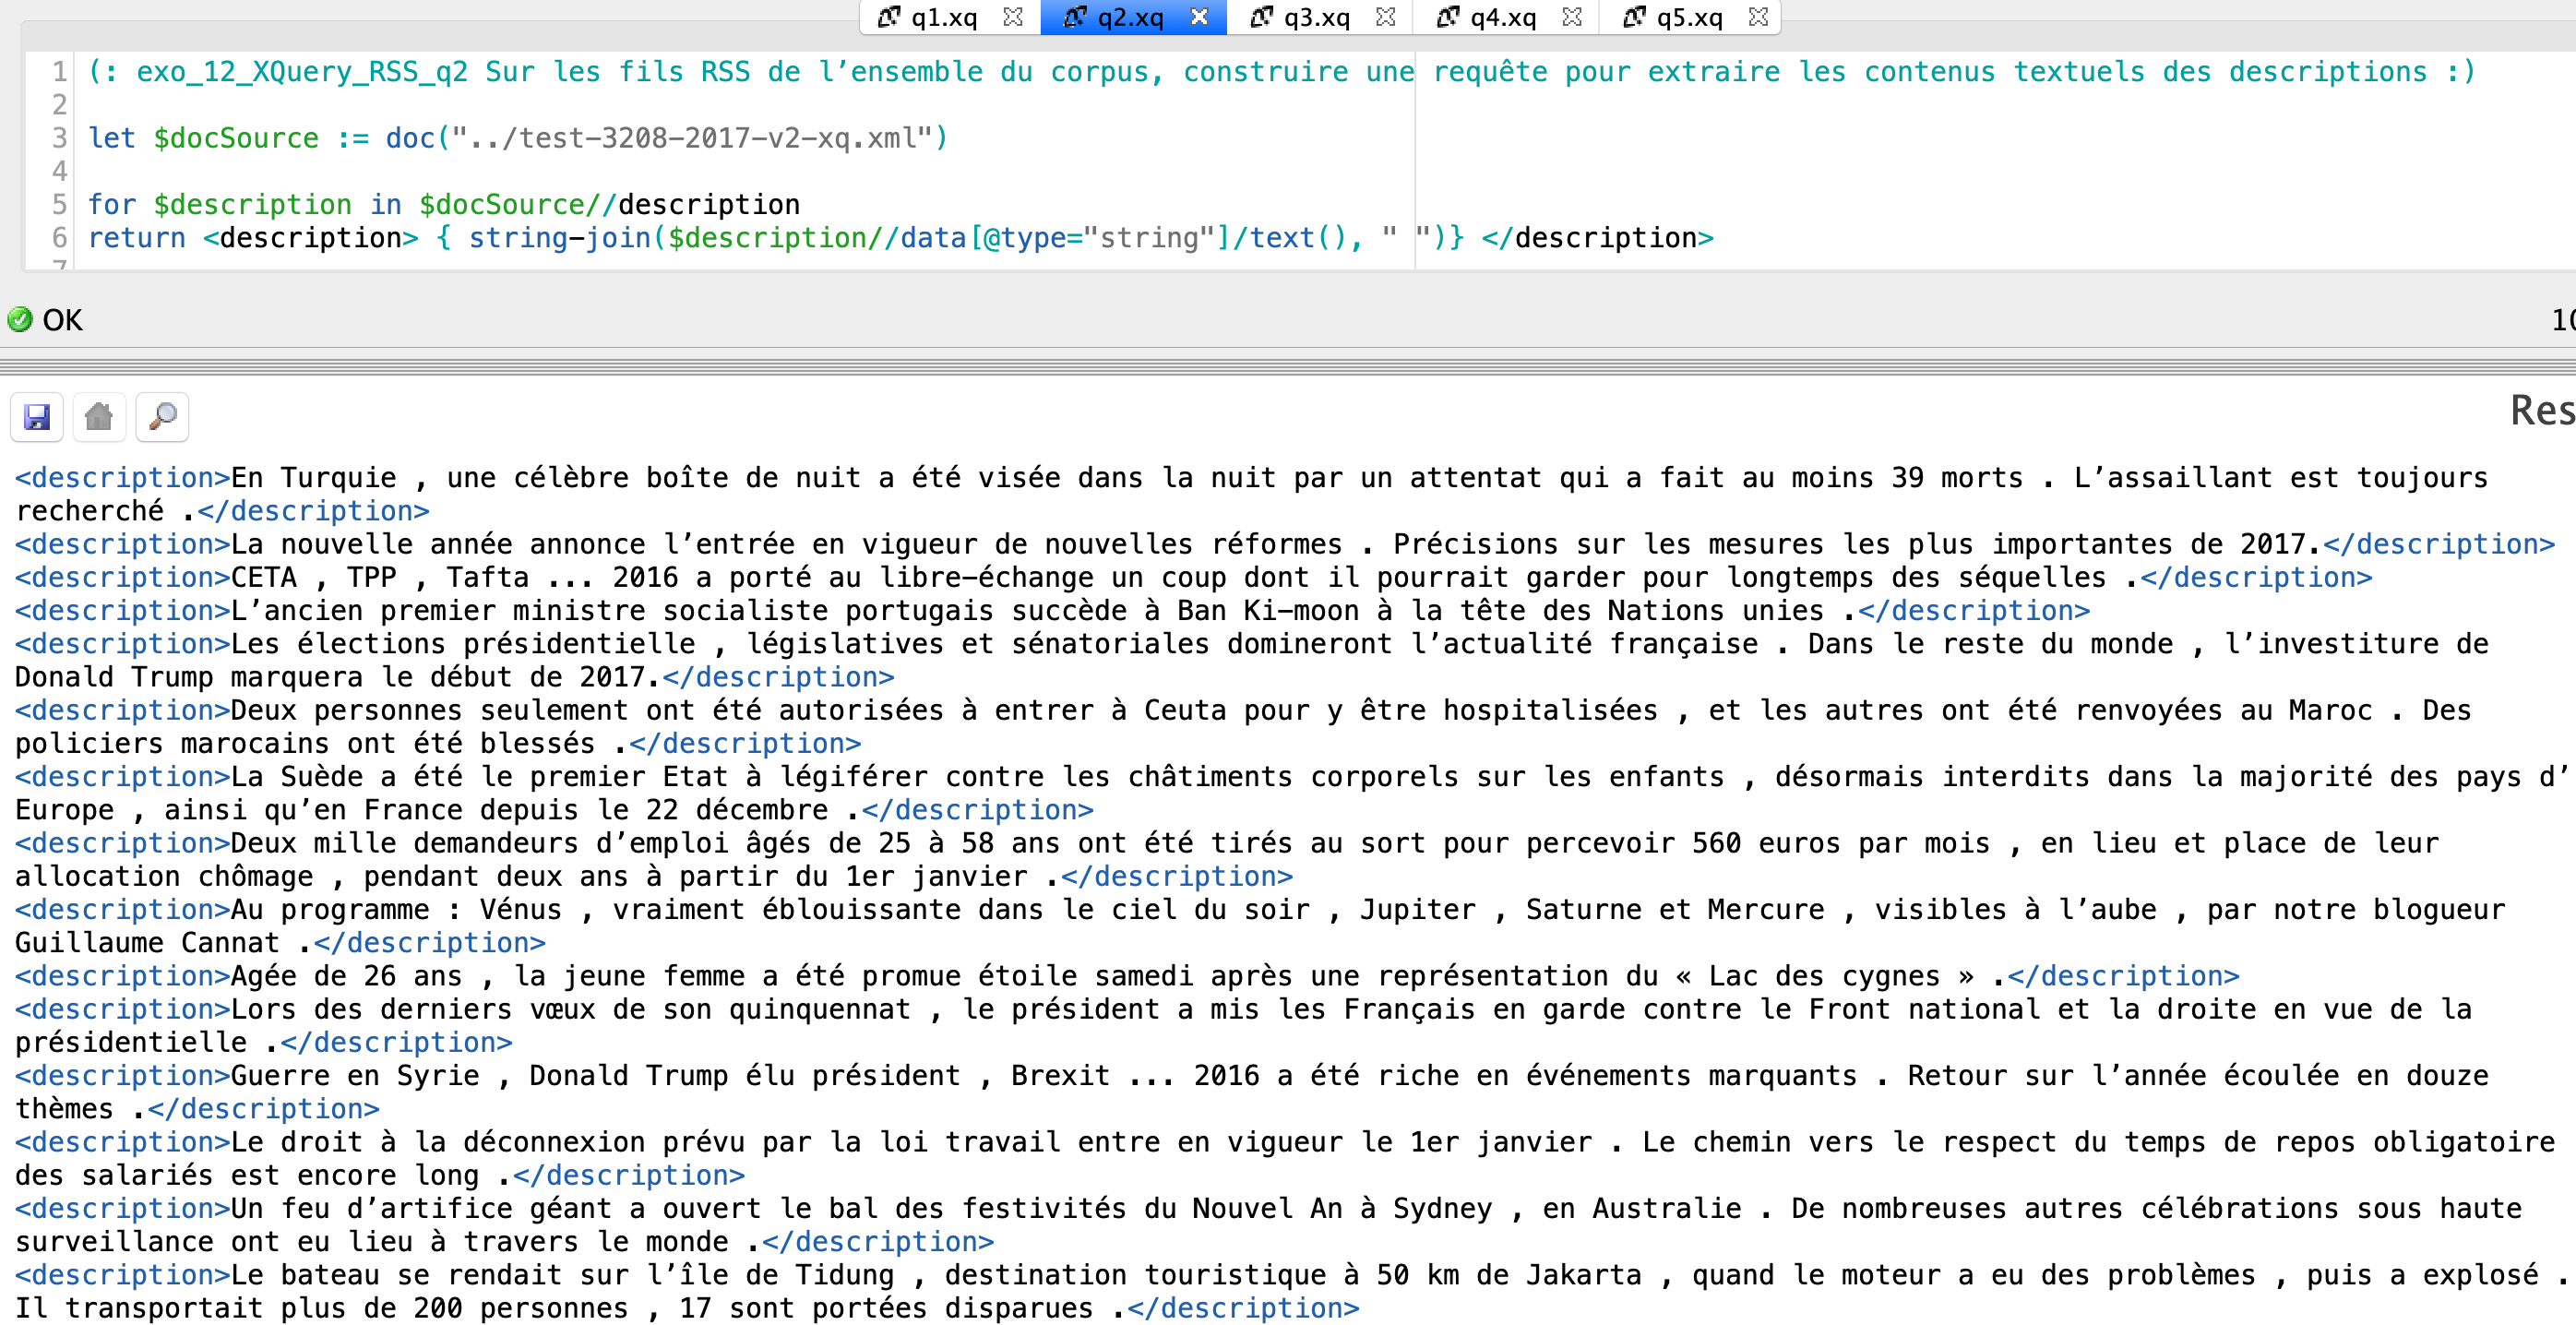 q1.xq q2.xq q3.xq q4.xq q5.xq
1 (: exo_12_XQuery_RSS_q2 Sur les fils RSS de l’ensemble du corpus, construire une requête pour extraire les contenus textuels des descriptions :)
2
3 let $docSource := doc("../test-3208-2017-v2-xq.xml")
4
5 for $description in $docSource//description
6 return <description> { string-join($description//data[@type="string"]/text(), " ")} </description>
7
OK 10
Res
<description>En Turquie , une célèbre boîte de nuit a été visée dans la nuit par un attentat qui a fait au moins 39 morts . L’assaillant est toujours
recherché .</description>
<description>La nouvelle année annonce l’entrée en vigueur de nouvelles réformes . Précisions sur les mesures les plus importantes de 2017.</description>
<description>CETA , TPP , Tafta ... 2016 a porté au libre-échange un coup dont il pourrait garder pour longtemps des séquelles .</description>
<description>L’ancien premier ministre socialiste portugais succède à Ban Ki-moon à la tête des Nations unies .</description>
<description>Les élections présidentielle , législatives et sénatoriales domineront l’actualité française . Dans le reste du monde , l’investiture de
Donald Trump marquera le début de 2017.</description>
<description>Deux personnes seulement ont été autorisées à entrer à Ceuta pour y être hospitalisées , et les autres ont été renvoyées au Maroc . Des
policiers marocains ont été blessés .</description>
<description>La Suède a été le premier Etat à légiférer contre les châtiments corporels sur les enfants , désormais interdits dans la majorité des pays d’
Europe , ainsi qu’en France depuis le 22 décembre .</description>
<description>Deux mille demandeurs d’emploi âgés de 25 à 58 ans ont été tirés au sort pour percevoir 560 euros par mois , en lieu et place de leur
allocation chômage , pendant deux ans à partir du 1er janvier .</description>
<description>Au programme : Vénus , vraiment éblouissante dans le ciel du soir , Jupiter , Saturne et Mercure , visibles à l’aube , par notre blogueur
Guillaume Cannat .</description>
<description>Agée de 26 ans , la jeune femme a été promue étoile samedi après une représentation du « Lac des cygnes » .</description>
<description>Lors des derniers vœux de son quinquennat , le président a mis les Français en garde contre le Front national et la droite en vue de la
présidentielle .</description>
<description>Guerre en Syrie , Donald Trump élu président , Brexit ... 2016 a été riche en événements marquants . Retour sur l’année écoulée en douze
thèmes .</description>
<description>Le droit à la déconnexion prévu par la loi travail entre en vigueur le 1er janvier . Le chemin vers le respect du temps de repos obligatoire
des salariés est encore long .</description>
<description>Un feu d’artifice géant a ouvert le bal des festivités du Nouvel An à Sydney , en Australie . De nombreuses autres célébrations sous haute
surveillance ont eu lieu à travers le monde .</description>
<description>Le bateau se rendait sur l’île de Tidung , destination touristique à 50 km de Jakarta , quand le moteur a eu des problèmes , puis a explosé .
Il transportait plus de 200 personnes , 17 sont portées disparues .</description>